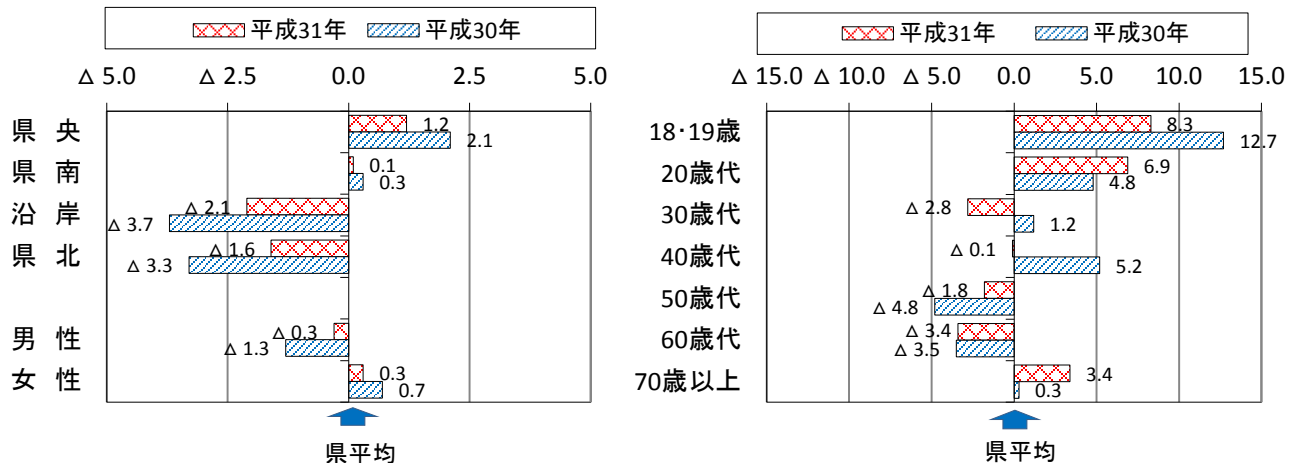 平成31年 平成30年
△ 5.0 △ 2.5 0.0 2.5 5.0
県 央 1.2 2.1
県 南 0.1 0.3
沿 岸 △ 2.1 △ 3.7
県 北 △ 1.6 △ 3.3
男 性 △ 0.3 △ 1.3
女 性 0.3 0.7
県平均
平成31年 平成30年
△ 15.0 △ 10.0 △ 5.0 0.0 5.0 10.0 15.0
18・19歳 8.3 12.7
20歳代 6.9 4.8
30歳代 △ 2.8 1.2
40歳代 △ 0.1 5.2
50歳代 △ 1.8 △ 4.8
60歳代 △ 3.4 △ 3.5
70歳以上 3.4 0.3
県平均